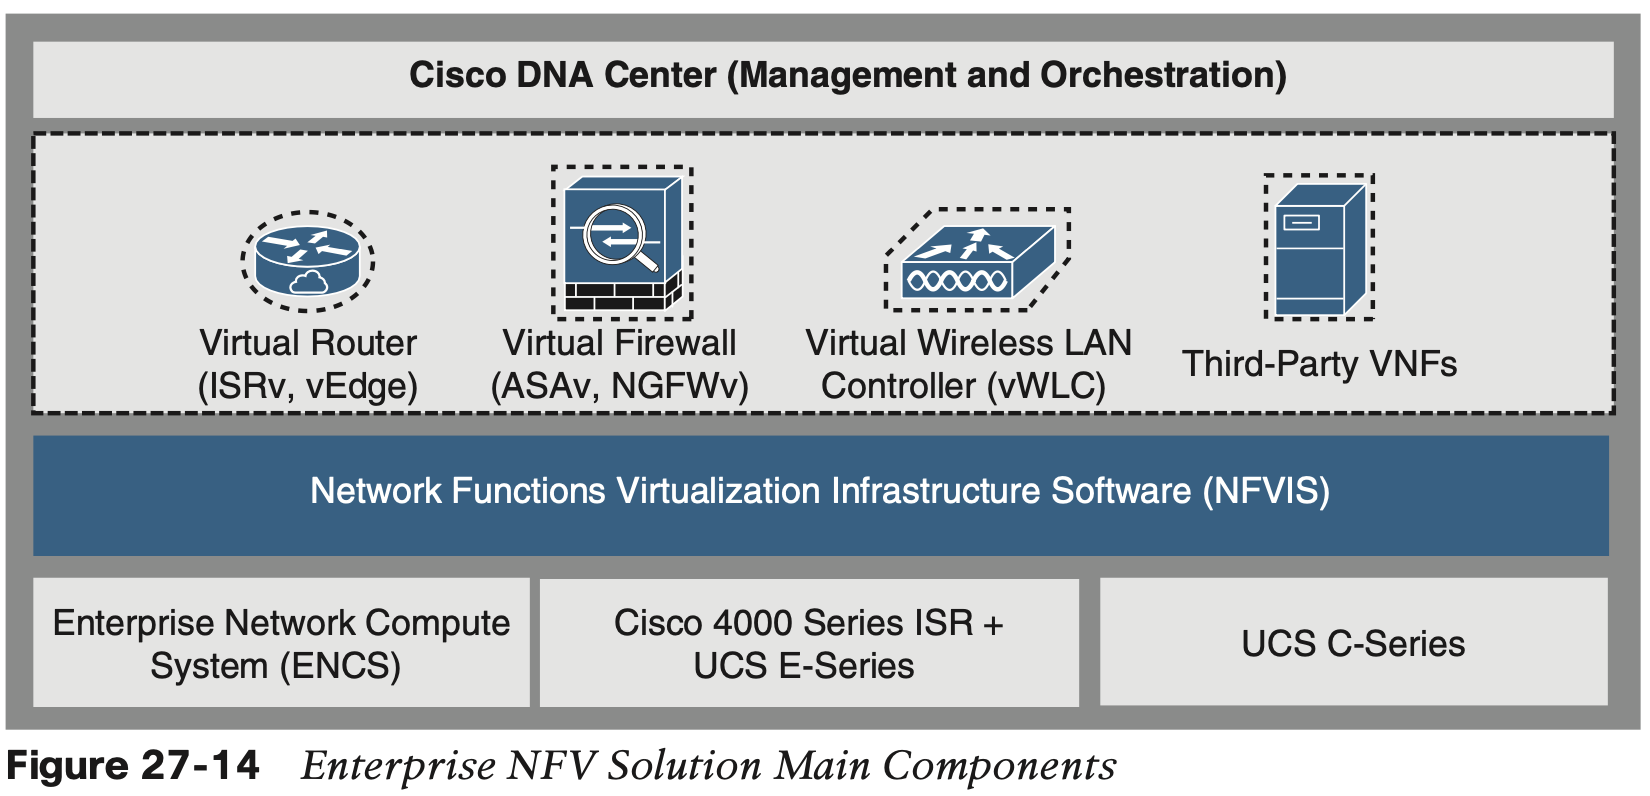 Cisco DNA Center (Management and Orchestration)
Virtual Router
(ISRv, vEdge)
Virtual Firewall
(ASAv, NGFWv)
Virtual Wireless LAN
Controller (vWLC)
Third-Party VNFs
Network Functions Virtualization Infrastructure Software (NFVIS)
Enterprise Network Compute
System (ENCS)
Cisco 4000 Series ISR +
UCS E-Series
UCS C-Series
Figure 27-14 Enterprise NFV Solution Main Components